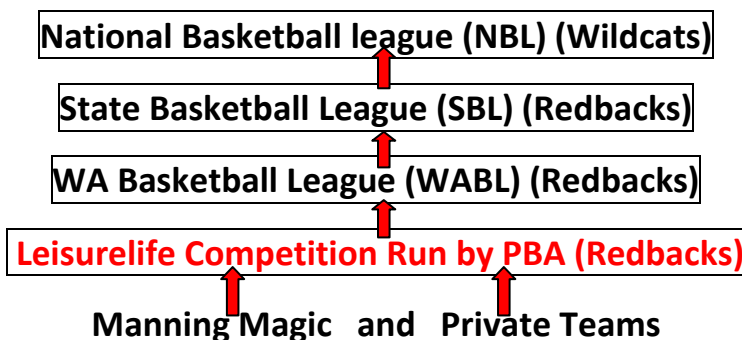 National Basketball league (NBL) (Wildcats)
State Basketball League (SBL) (Redbacks)
WA Basketball League (WABL) (Redbacks)
Leisurelife Competition Run by PBA (Redbacks)
Manning Magic and Private Teams